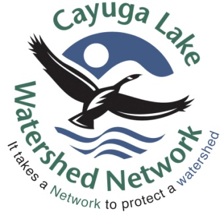 Cayuga Lake
Watershed Network
It takes a Network to protect a watershed